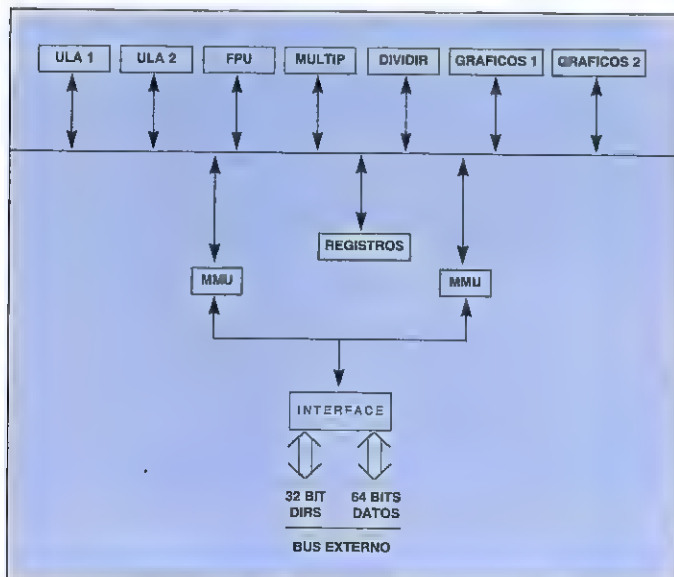 ULA 1 ULA 2 FPU MULTIP DIVIDIR GRAFICOS 1 GRAFICOS 2
REGISTROS
MMU MMU
INTERFACE
32 BIT 64 BITS
DIRS DATOS
BUS EXTERNO